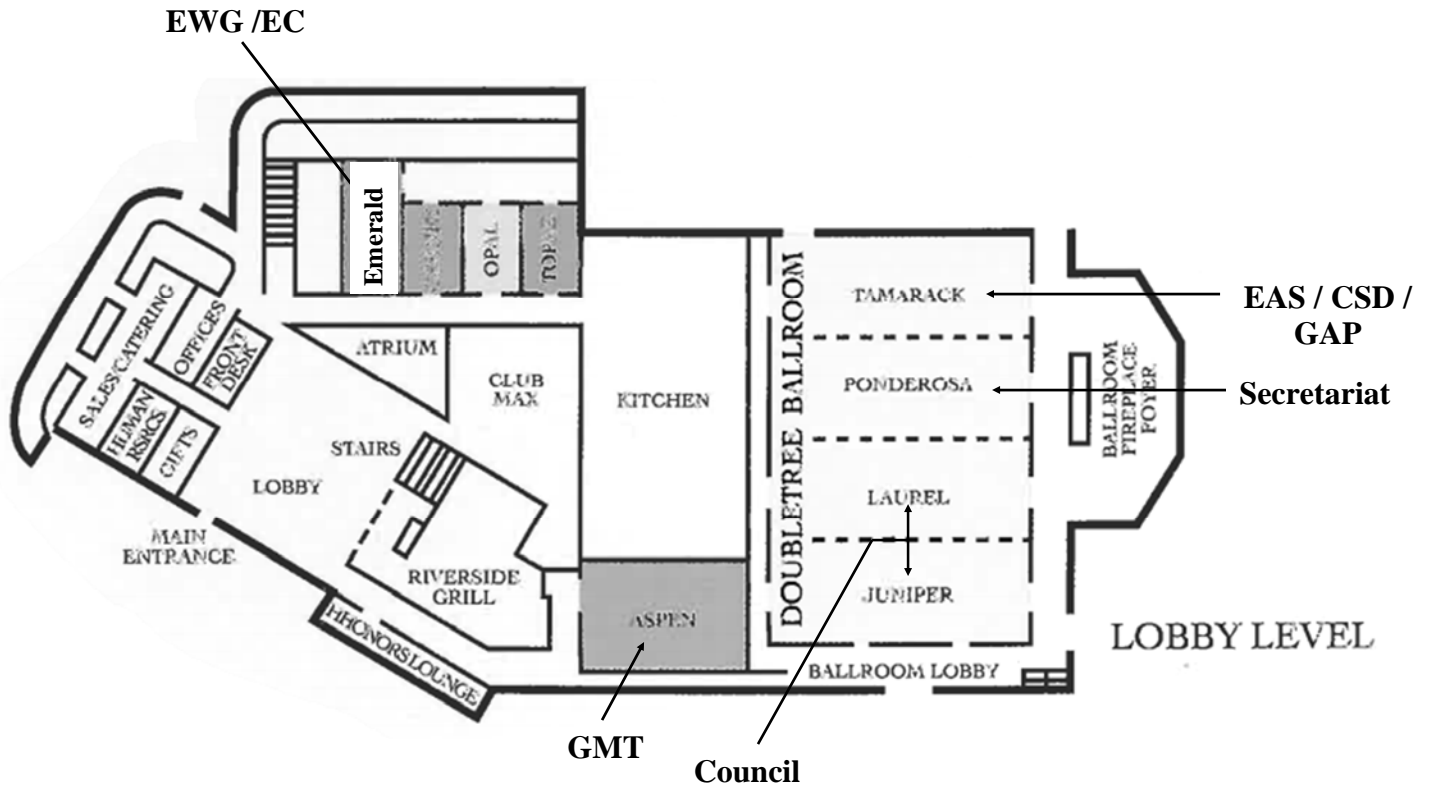 EWG /EC
Emerald
OPAL
TOPAZ
SALES/CATERING
OFFICES
FRONT
DESK
HUMAN
RSRCS.
GIFTS
ATRIUM
CLUB
MAX
KITCHEN
STAIRS
LOBBY
MAIN
ENTRANCE
RIVERSIDE
GRILL
HHONORS LOUNGE
ASPEN
GMT
DOUBLETREE BALLROOM
TAMARACK
PONDEROSA
LAUREL
JUNIPER
BALLROOM LOBBY
Council
BALLROOM
FIREPLACE
FOYER
EAS / CSD /
GAP
Secretariat
LOBBY LEVEL